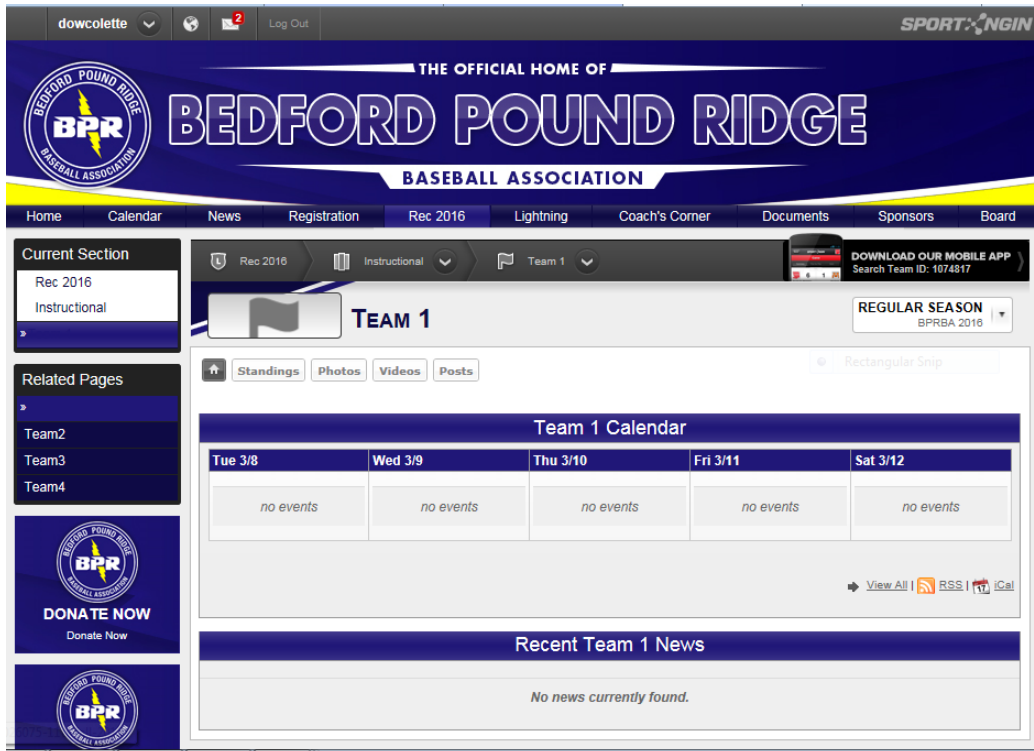 dowcolette 2 Log Out SPORT NGIN
THE OFFICIAL HOME OF
BEDFORD POUND RIDGE
BASEBALL ASSOCIATION
BEDFORD POUND RIDGE
BPR
BASEBALL ASSOCIATION
Home Calendar News Registration Rec 2016 Lightning Coach's Corner Documents Sponsors Board
Current Section
Rec 2016
Instructional
»
Related Pages
»
Team2
Team3
Team4
BEDFORD POUND RIDGE
BPR
BASEBALL ASSOCIATION
DONATE NOW
Donate Now
BEDFORD POUND RIDGE
BPR
BASEBALL ASSOCIATION
L Rec 2016 Instructional Team 1
DOWNLOAD OUR MOBILE APP
Search Team ID: 1074817
TEAM 1
REGULAR SEASON
BPRBA 2016
Rectangular Snip
Standings Photos Videos Posts
Team 1 Calendar
Tue 3/8 Wed 3/9 Thu 3/10 Fri 3/11 Sat 3/12
no events no events no events no events no events
View All | RSS | 17 iCal
Recent Team 1 News
No news currently found.